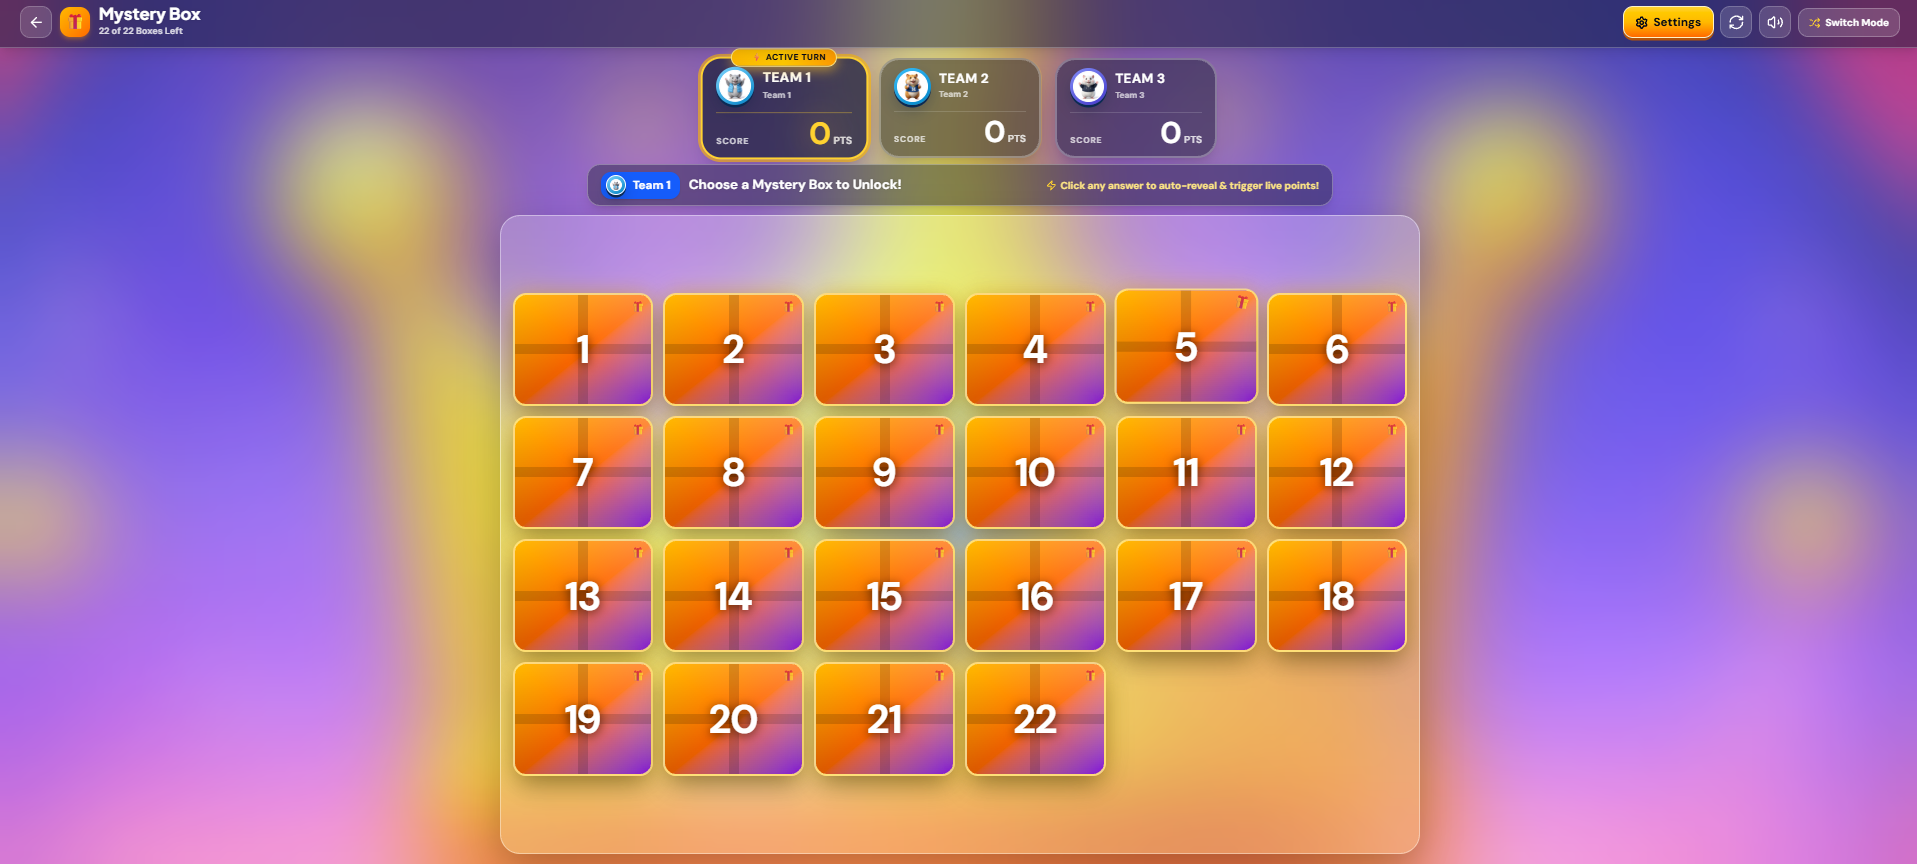 Mystery Box
22 of 22 Boxes Left
Settings
Switch Mode
ACTIVE TURN
TEAM 1
Team 1
SCORE
0 PTS
TEAM 2
Team 2
SCORE
0 PTS
TEAM 3
Team 3
SCORE
0 PTS
Team 1
Choose a Mystery Box to Unlock!
Click any answer to auto-reveal & trigger live points!
1
2
3
4
5
6
7
8
9
10
11
12
13
14
15
16
17
18
19
20
21
22